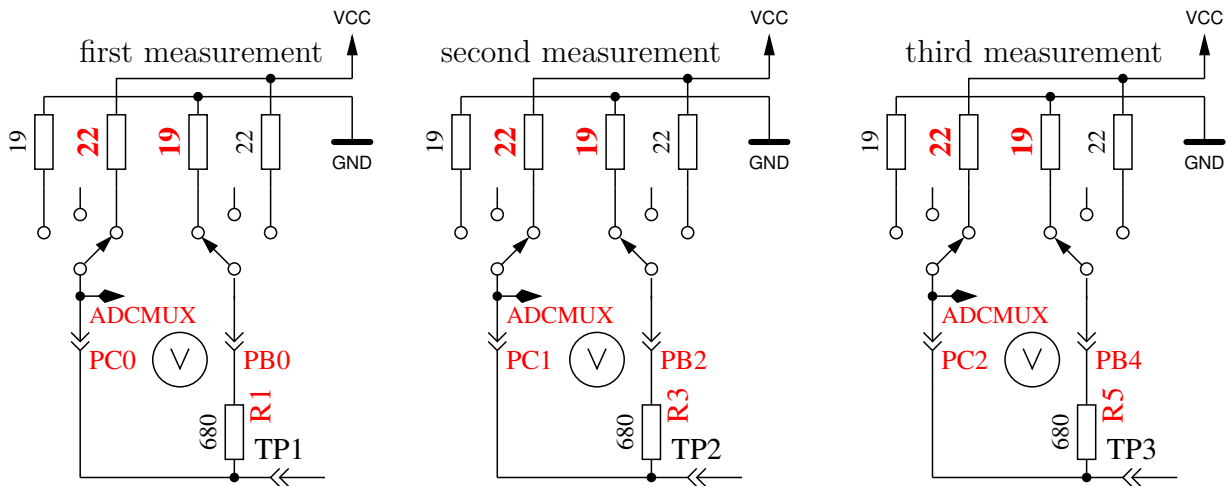 VCC
first measurement
19
22
19
22
GND
ADCMUX
PC0
V
PB0
R1
680
TP1
VCC
second measurement
19
22
19
22
GND
ADCMUX
PC1
V
PB2
R3
680
TP2
VCC
third measurement
19
22
19
22
GND
ADCMUX
PC2
V
PB4
R5
680
TP3